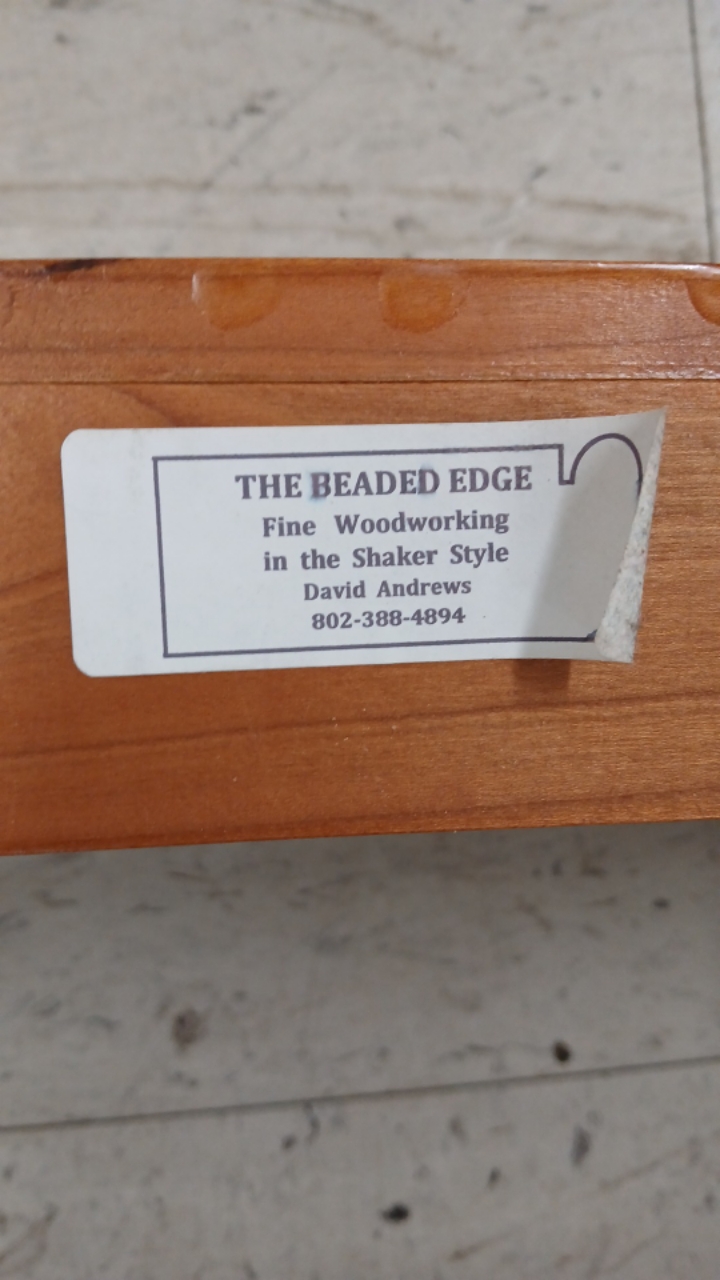 THE BEADED EDGE
Fine Woodworking
in the Shaker Style
David Andrews
802-388-4894